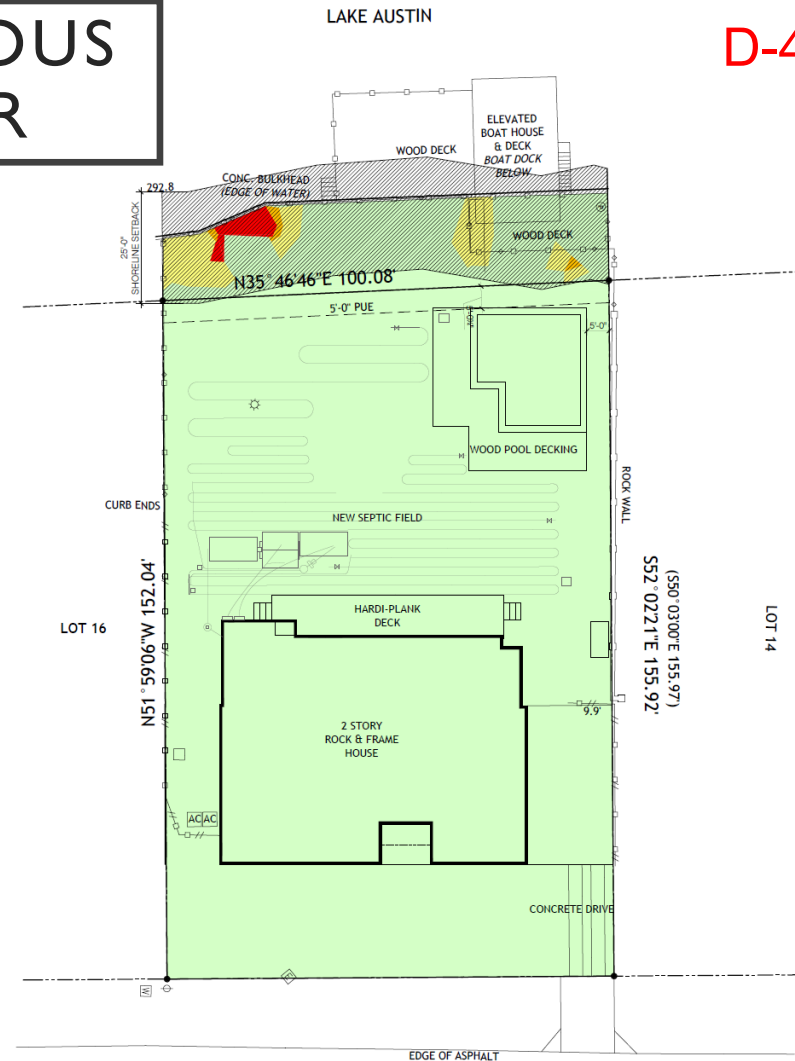 OUS
R
LAKE AUSTIN
D-4
ELEVATED
BOAT HOUSE
& DECK
BOAT DOCK
BELOW
WOOD DECK
CONC. BULKHEAD
(EDGE OF WATER)
292.8
25'-0"
SHORELINE SETBACK
WOOD DECK
N35°46'46"E 100.08'
5'-0" PUE
5'-0"
WOOD POOL DECKING
ROCK WALL
CURB ENDS
NEW SEPTIC FIELD
HARDI-PLANK
DECK
LOT 16
N51°59'06"W 152.04'
S52°02'21"E 155.92'
(S50°03'00"E 155.97')
LOT 14
9.9'
2 STORY
ROCK & FRAME
HOUSE
AC AC
CONCRETE DRIVE
W
E
EDGE OF ASPHALT